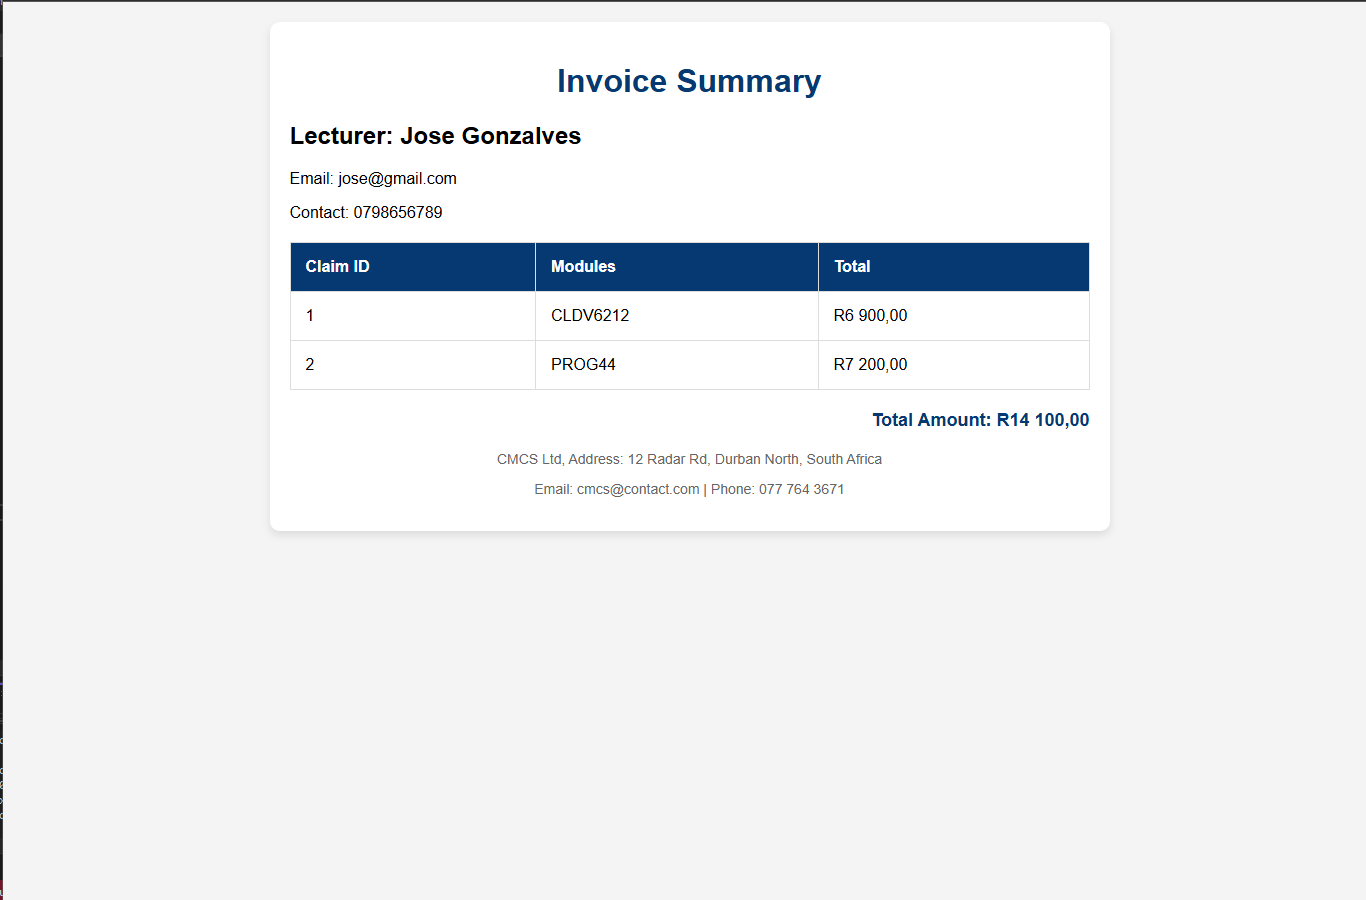 Invoice Summary
Lecturer: Jose Gonzalves
Email: jose@gmail.com
Contact: 0798656789
Claim ID Modules Total
1 CLDV6212 R6 900,00
2 PROG44 R7 200,00
Total Amount: R14 100,00
CMCS Ltd, Address: 12 Radar Rd, Durban North, South Africa
Email: cmcs@contact.com | Phone: 077 764 3671